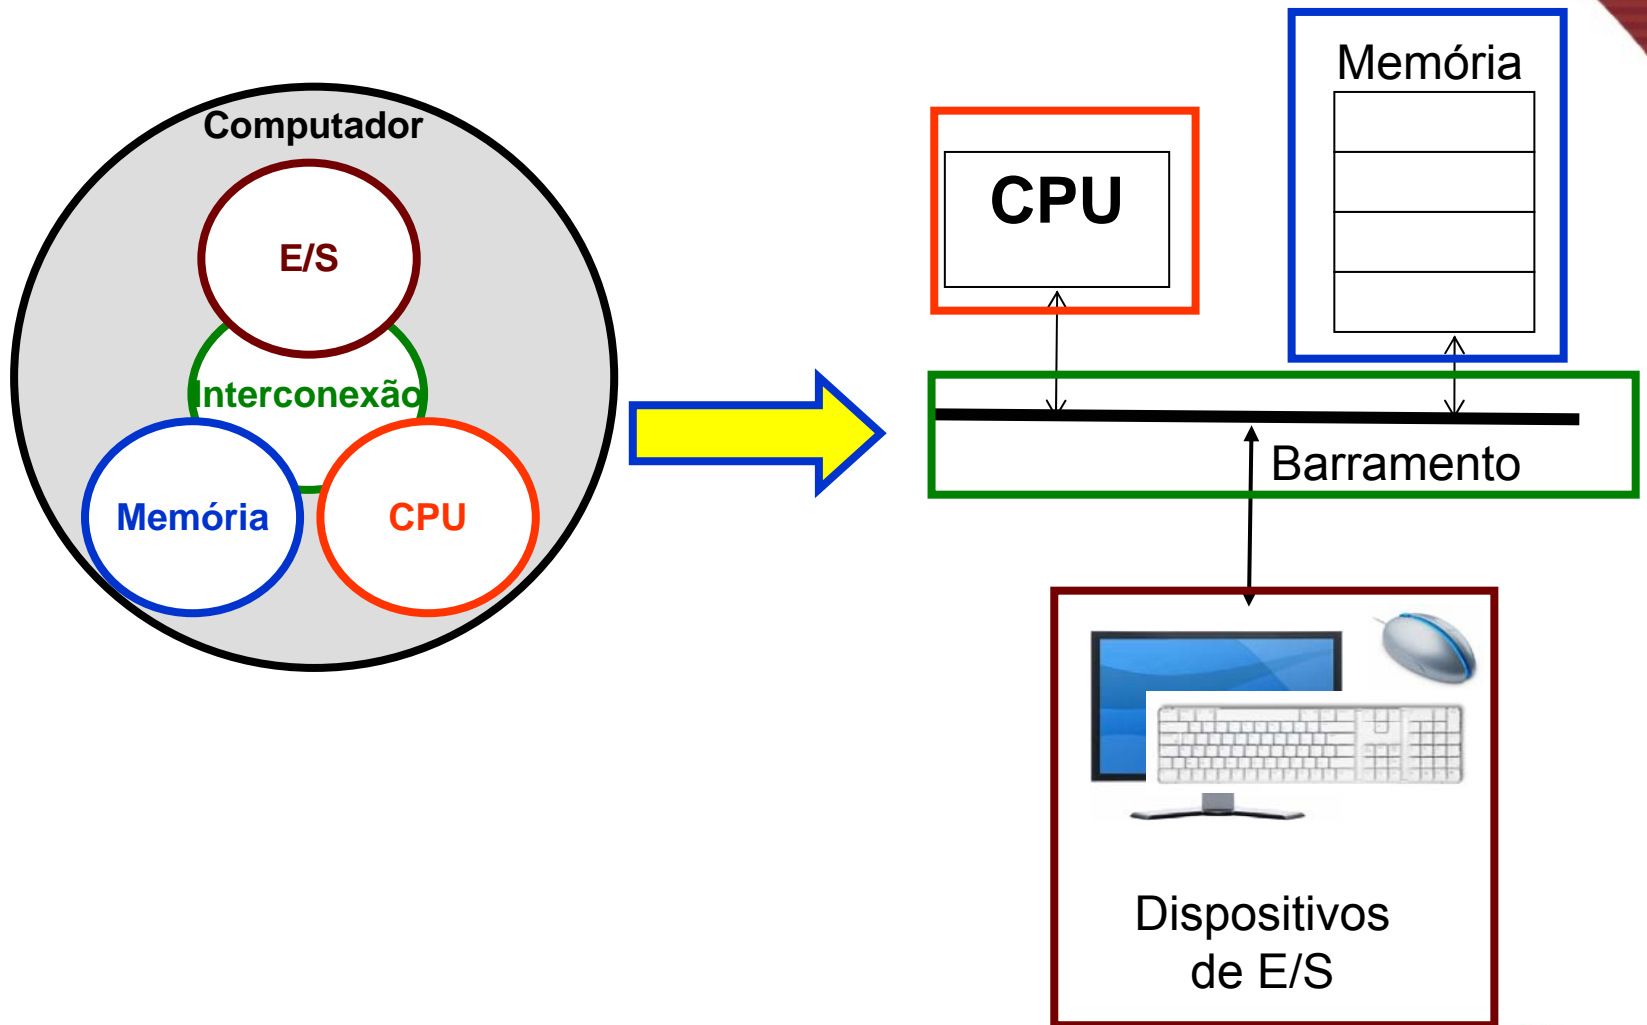 Computador
E/S
Interconexão
Memória
CPU
CPU
Memória
Barramento
Dispositivos
de E/S